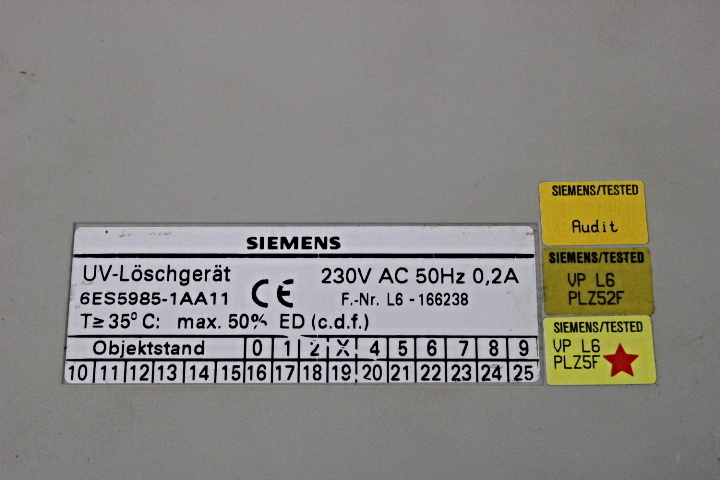 SIEMENS
UV-Löschgerät 230V AC 50Hz 0,2A
6ES5985-1AA11 CE F.-Nr. L6 - 166238
T≥35° C: max. 50% ED (c.d.f.)
Objektstand 0 1 2 X 4 5 6 7 8 9
10 11 12 13 14 15 16 17 18 19 20 21 22 23 24 25
SIEMENS/TESTED
Audit
SIEMENS/TESTED
VP L6
PLZ52F
SIEMENS/TESTED
VP L6
PLZ5F